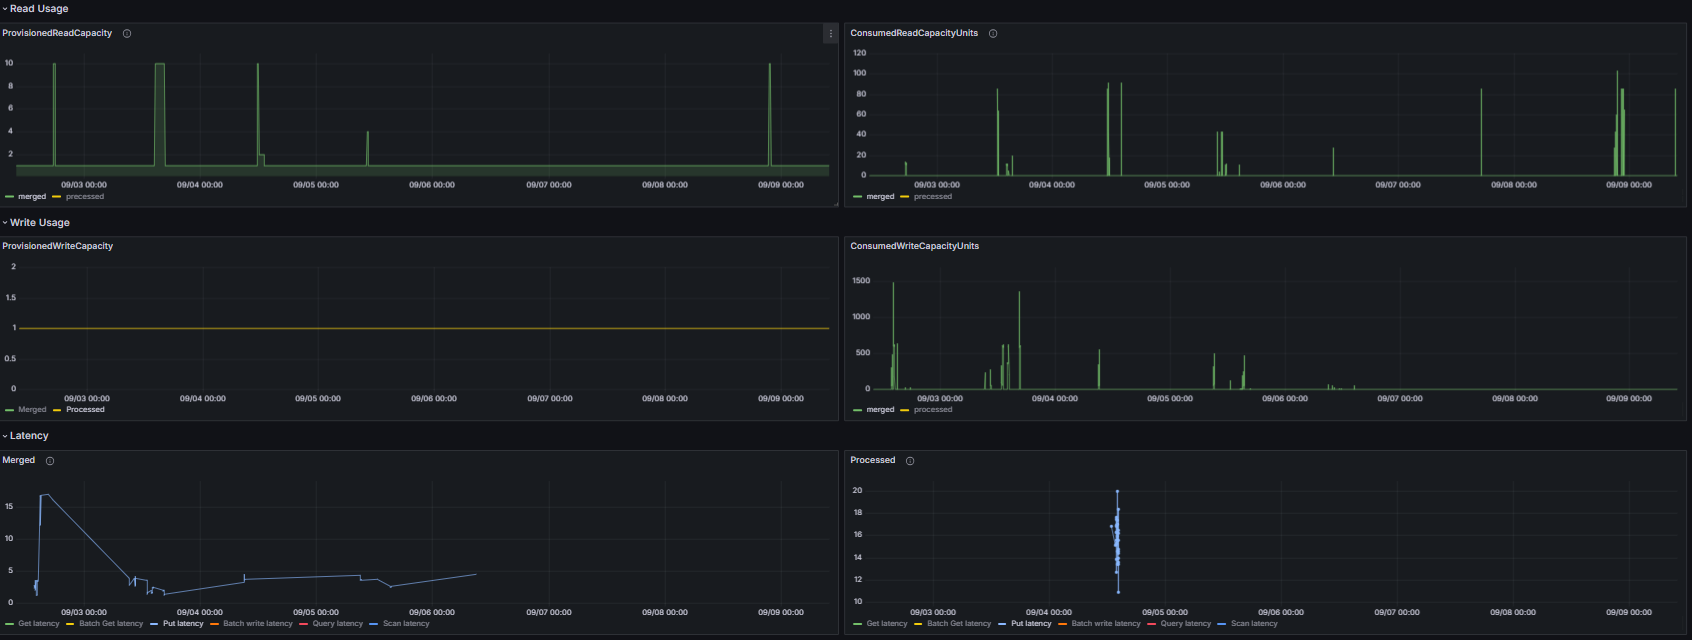 Read Usage
ProvisionedReadCapacity
10
8
6
4
2
09/03 00:00 09/04 00:00 09/05 00:00 09/06 00:00 09/07 00:00 09/08 00:00 09/09 00:00
merged precessed
ConsumedReadCapacityUnits
120
100
80
60
40
20
0
09/03 00:00 09/04 00:00 09/05 00:00 09/06 00:00 09/07 00:00 09/08 00:00 09/09 00:00
merged precessed
Write Usage
ProvisionedWriteCapacity
2
1.5
1
0.5
0
09/03 00:00 09/04 00:00 09/05 00:00 09/06 00:00 09/07 00:00 09/08 00:00 09/09 00:00
Merged Processed
ConsumedWriteCapacityUnits
1500
1000
500
0
09/03 00:00 09/04 00:00 09/05 00:00 09/06 00:00 09/07 00:00 09/08 00:00 09/09 00:00
merged processed
Latency
Merged
15
10
5
0
09/03 00:00 09/04 00:00 09/05 00:00 09/06 00:00 09/07 00:00 09/08 00:00 09/09 00:00
Get latency Batch Get latency Put latency Batch write latency Query latency Scan latency
Processed
20
18
16
14
12
10
09/03 00:00 09/04 00:00 09/05 00:00 09/06 00:00 09/07 00:00 09/08 00:00 09/09 00:00
Get latency Batch Get latency Put latency Batch write latency Query latency Scan latency